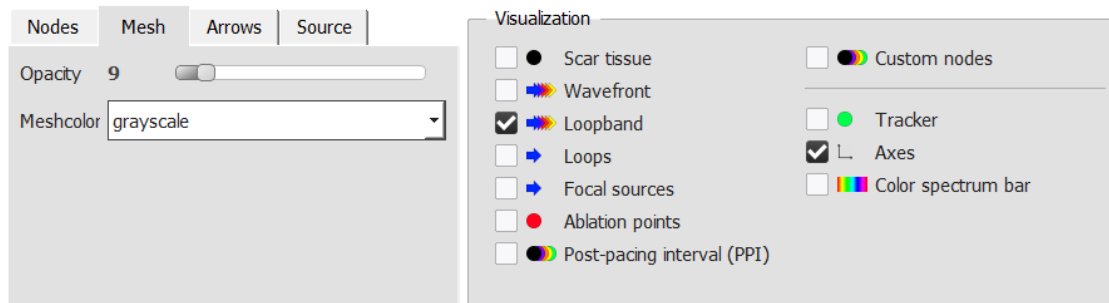 Nodes Mesh Arrows Source
Opacity 9
Meshcolor grayscale
Visualization
Scar tissue
Wavefront
Loopband
Loops
Focal sources
Ablation points
Post-pacing interval (PPI)
Custom nodes
Tracker
Axes
Color spectrum bar